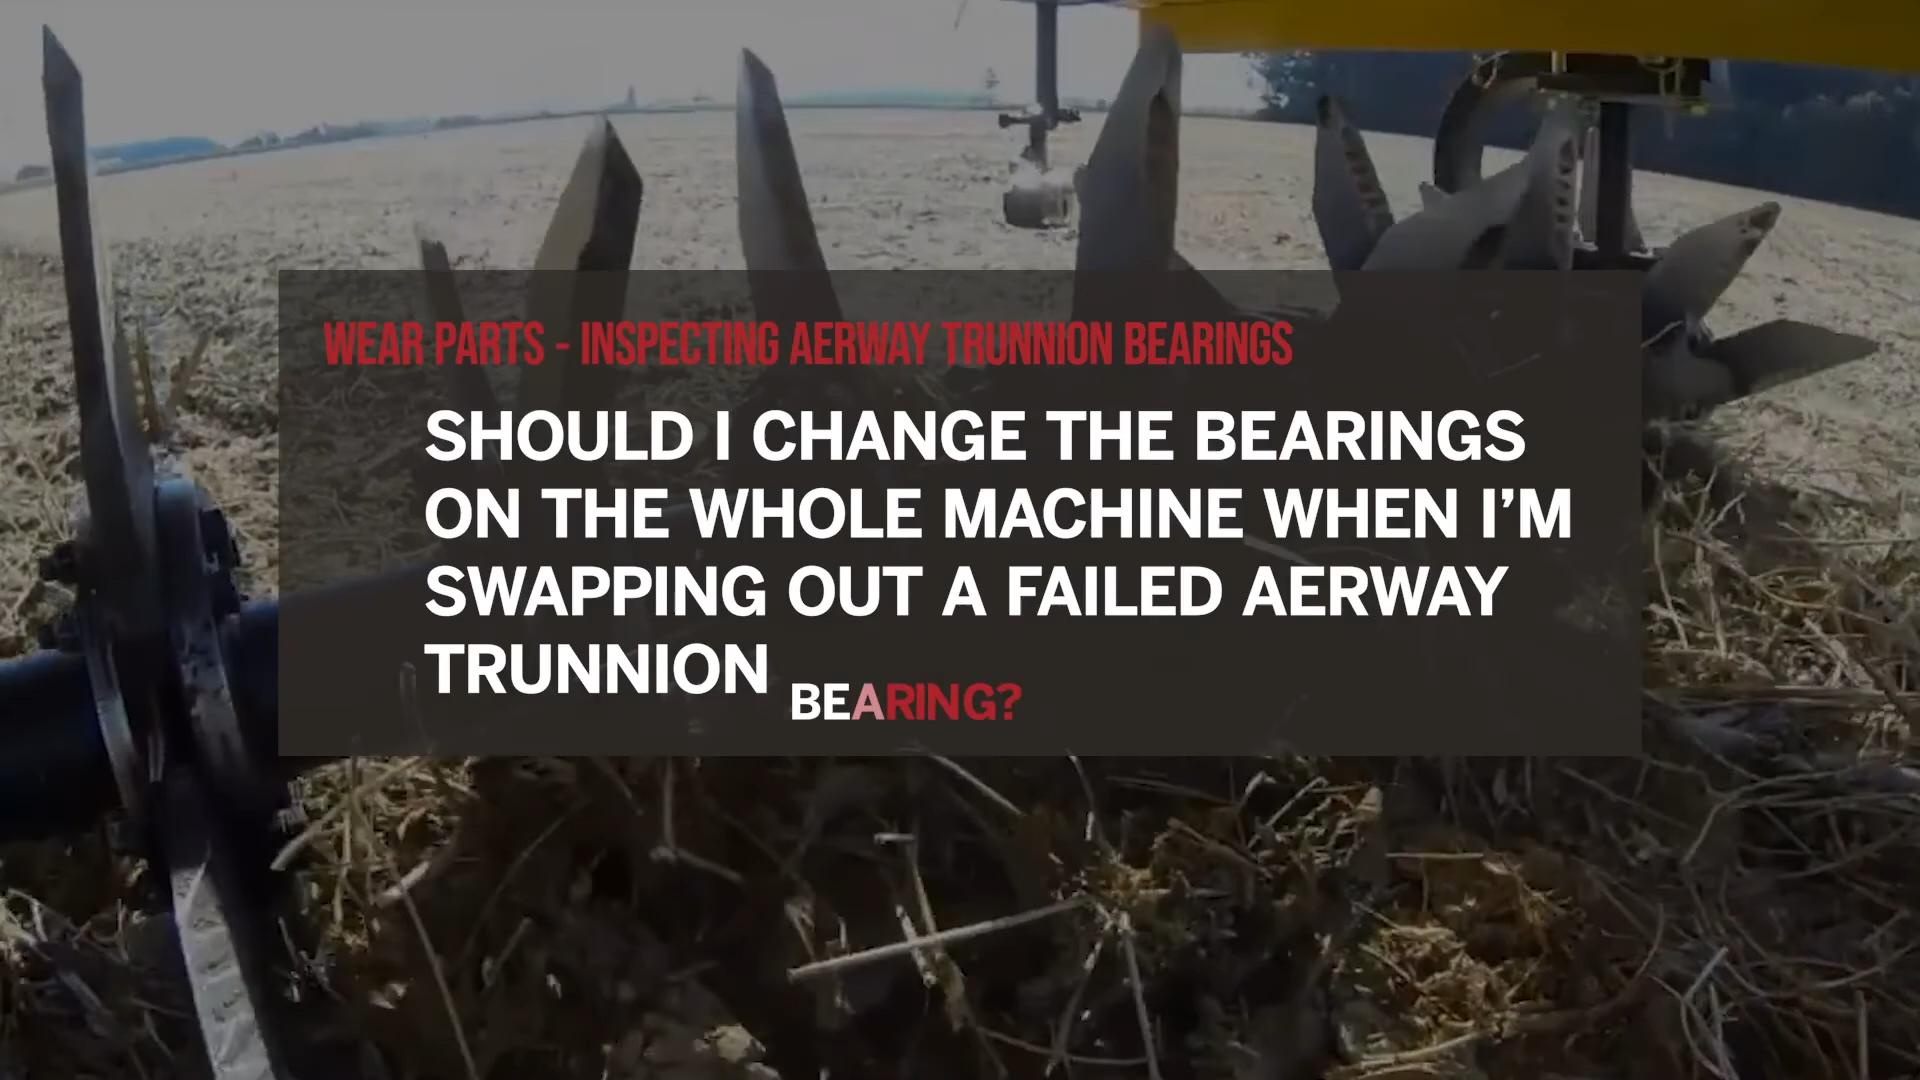 WEAR PARTS - INSPECTING AERWAY TRUNNION BEARINGS
SHOULD I CHANGE THE BEARINGS
ON THE WHOLE MACHINE WHEN I’M
SWAPPING OUT A FAILED AERWAY
TRUNNION BEARING?